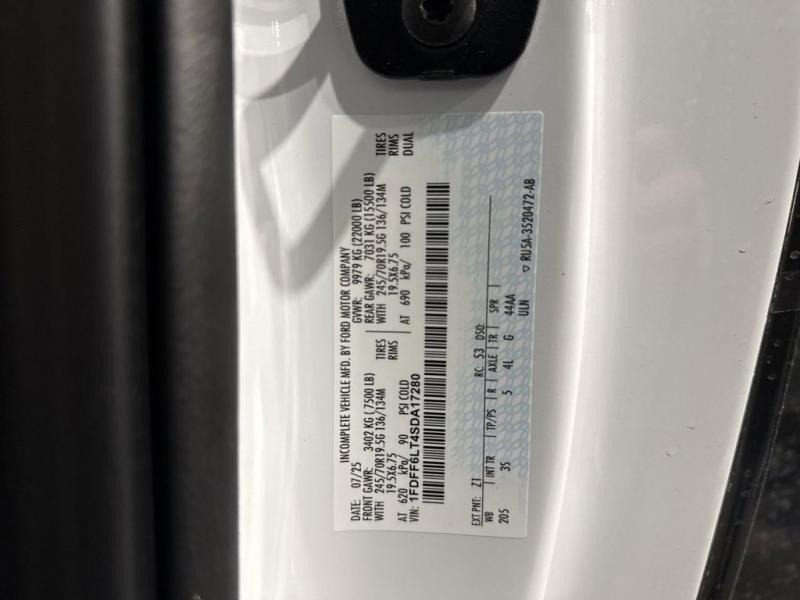 INCOMPLETE VEHICLE MFD. BY FORD MOTOR COMPANY
DATE: 07/25 GVWR: 9979 KG (22000 LB)
FRONT GAWR: 3402 KG (7500 LB) REAR GAWR: 7031 KG (15500 LB)
WITH 245/70R19.5G 136/134M TIRES WITH 245/70R19.5G 136/134M TIRES
19.5X6.75 RIMS 19.5X6.75 RIMS
AT 620 kPa/ 90 PSI COLD AT 690 kPa/ 100 PSI COLD DUAL
VIN: 1FDFF6LT4SDA17280
EXT PNT: Z1 RC: 53 DSO:
WB INT TR TP/PS R AXLE TR SPR
205 3S 5 4L G 44AA
ULN
▽ RU5A-3520472-AB